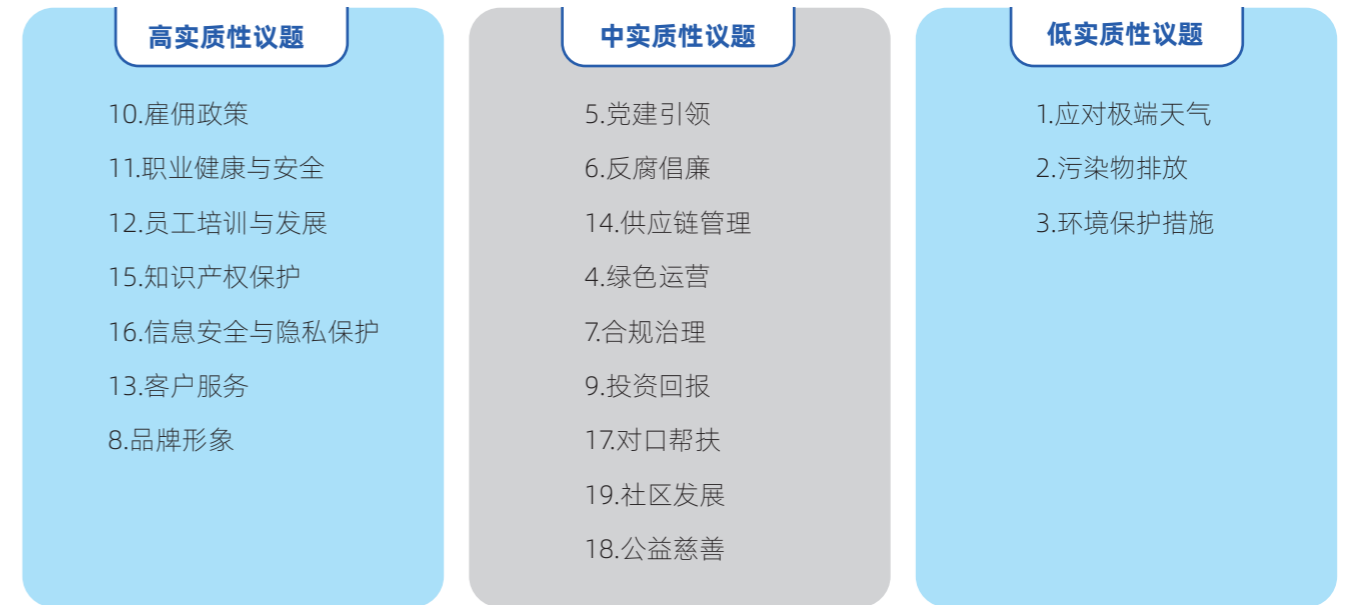 高实质性议题
10.雇佣政策
11.职业健康与安全
12.员工培训与发展
15.知识产权保护
16.信息安全与隐私保护
13.客户服务
8.品牌形象
中实质性议题
5.党建引领
6.反腐倡廉
14.供应链管理
4.绿色运营
7.合规治理
9.投资回报
17.对口帮扶
19.社区发展
18.公益慈善
低实质性议题
1.应对极端天气
2.污染物排放
3.环境保护措施